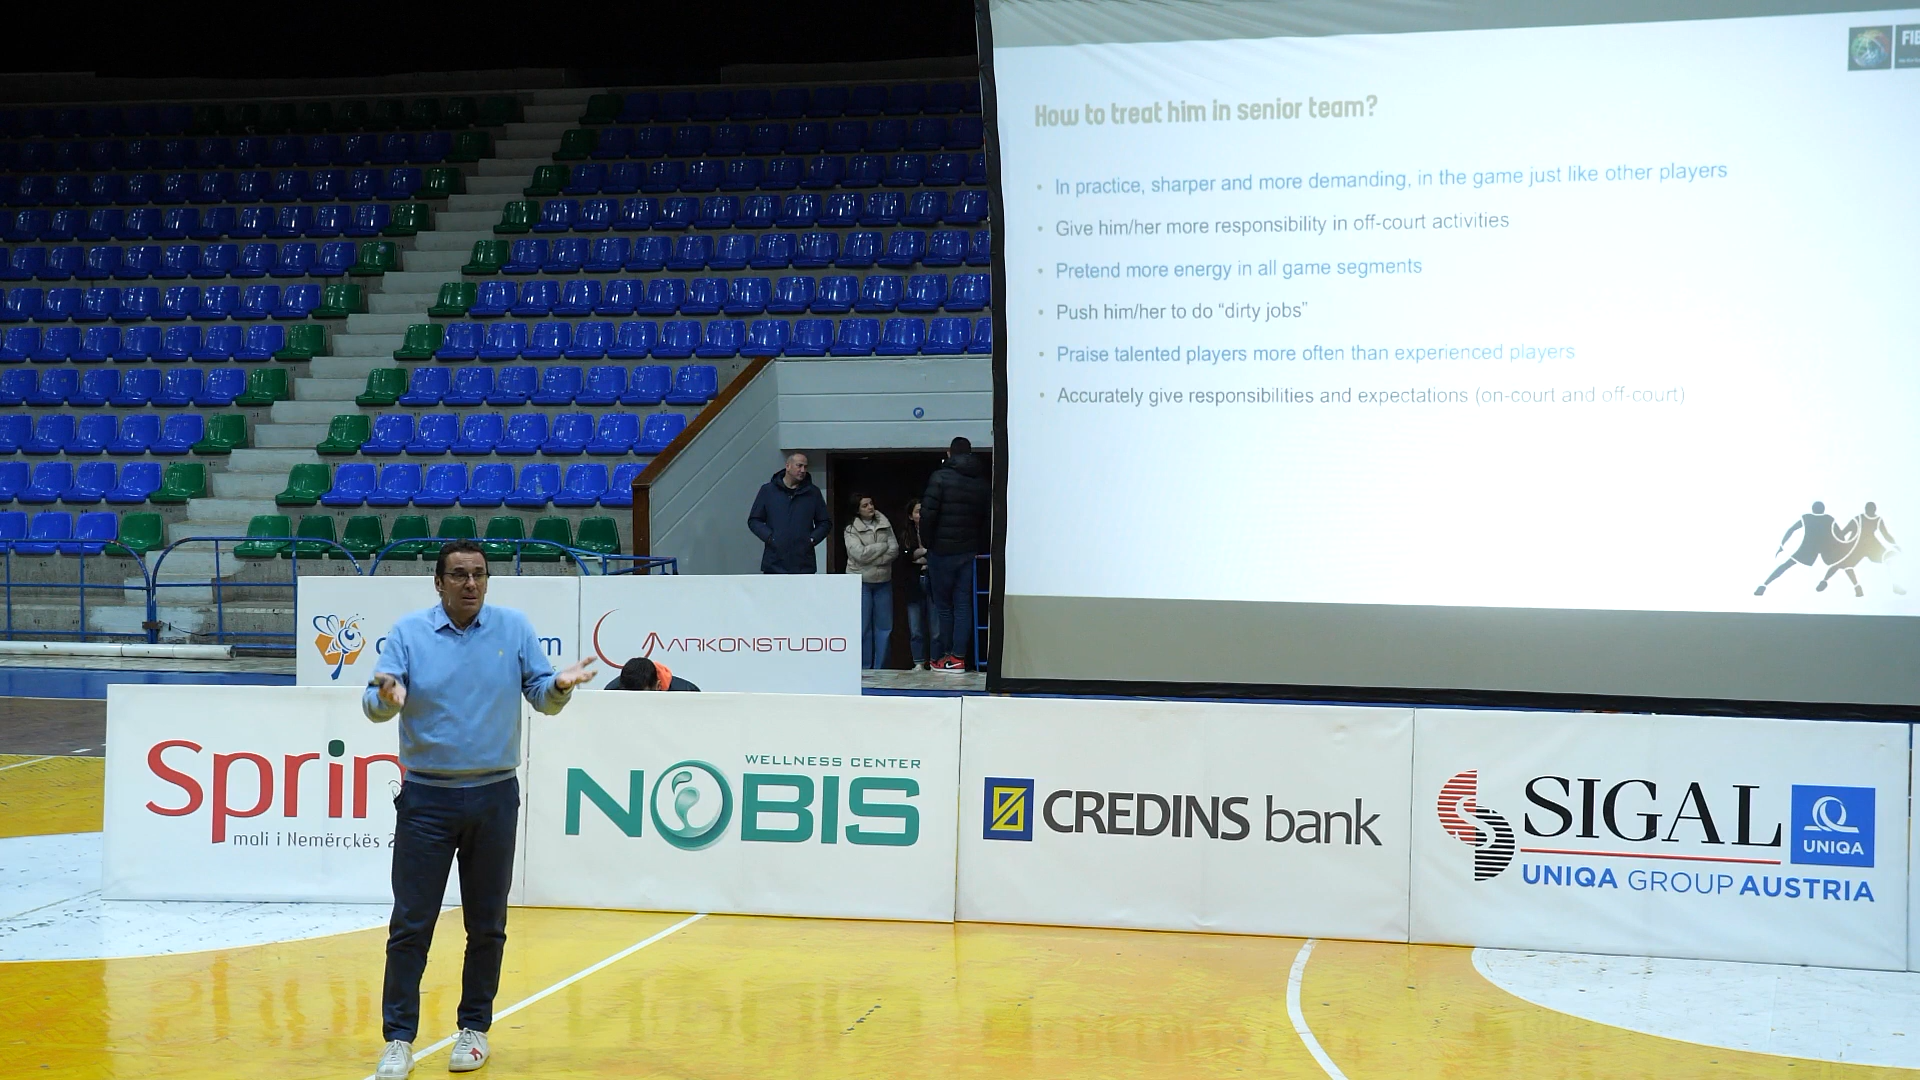 FIB
How to treat him in senior team?
• In practice, sharper and more demanding, in the game just like other players
• Give him/her more responsibility in off-court activities
• Pretend more energy in all game segments
• Push him/her to do “dirty jobs”
• Praise talented players more often than experienced players
• Accurately give responsibilities and expectations (on-court and off-court)
ARKONSTUDIO
Sprin
mali i Nemërçkës
WELLNESS CENTER
NOBIS
CREDINS bank
SIGAL
UNIQA
UNIQA GROUP AUSTRIA